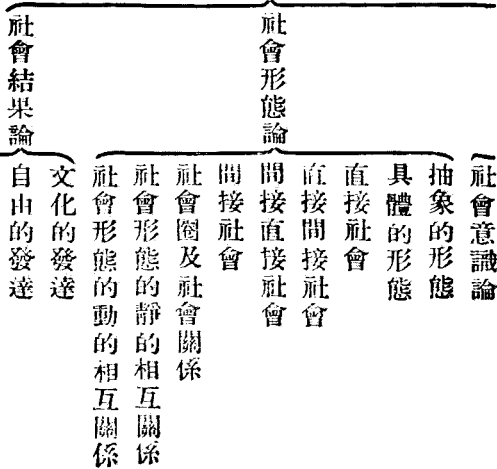 社會意識論
社會形態論
抽象的形態
具體的形態
直接社會
直接間接社會
間接直接社會
間接社會
社會圈及社會關係
社會形態的靜的相互關係
社會形態的動的相互關係
社會結果論
文化的發達
自由的發達